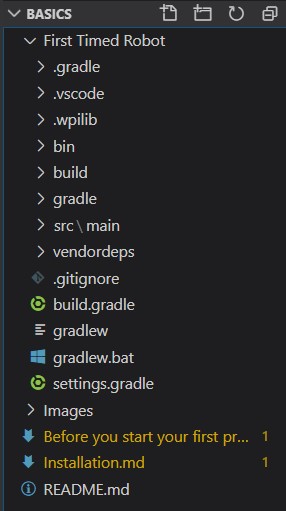 BASICS
First Timed Robot
.gradle
.vscode
.wpilib
bin
build
gradle
src\main
vendordeps
.gitignore
build.gradle
gradlew
gradlew.bat
settings.gradle
Images
Before you start your first pr... 1
Installation.md 1
README.md